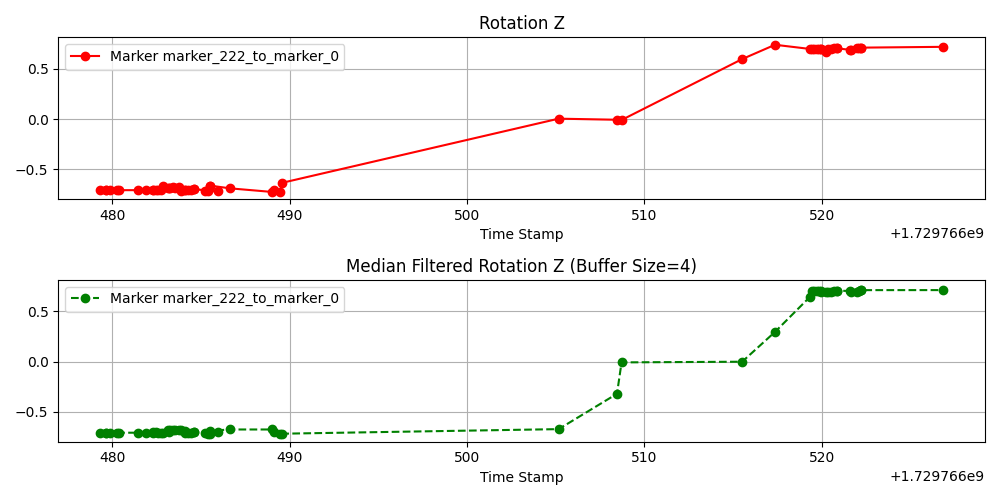 Rotation Z
Marker marker_222_to_marker_0
0.5
0.0
−0.5
480 490 500 510 520
Time Stamp
+1.729766e9
Median Filtered Rotation Z (Buffer Size=4)
Marker marker_222_to_marker_0
0.5
0.0
−0.5
480 490 500 510 520
Time Stamp
+1.729766e9